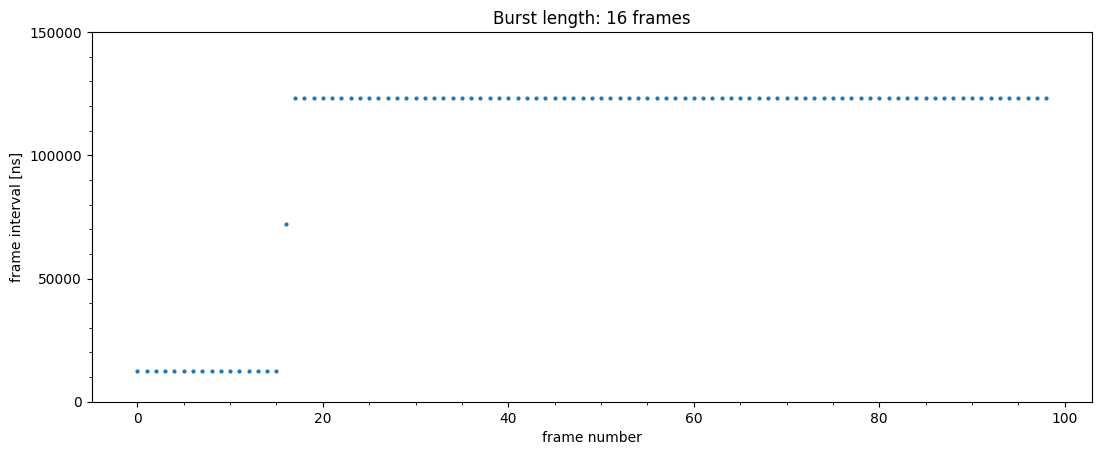 Burst length: 16 frames
150000
100000
50000
0
frame interval [ns]
0 20 40 60 80 100
frame number